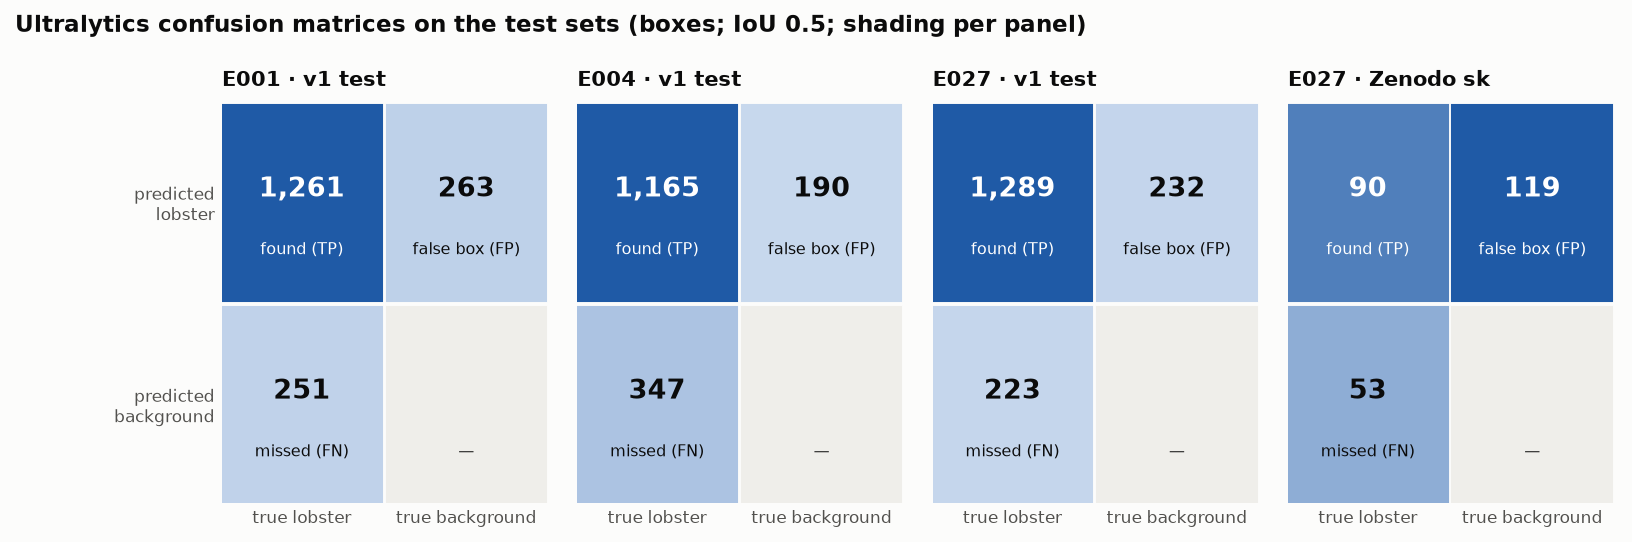 Ultralytics confusion matrices on the test sets (boxes; IoU 0.5; shading per panel)
E001 · v1 test
E004 · v1 test
E027 · v1 test
E027 · Zenodo sk
predicted
lobster
1,261
263
1,165
190
1,289
232
90
119
found (TP)
false box (FP)
found (TP)
false box (FP)
found (TP)
false box (FP)
found (TP)
false box (FP)
predicted
background
251
347
223
53
missed (FN)
—
missed (FN)
—
missed (FN)
—
missed (FN)
—
true lobster
true background
true lobster
true background
true lobster
true background
true lobster
true background